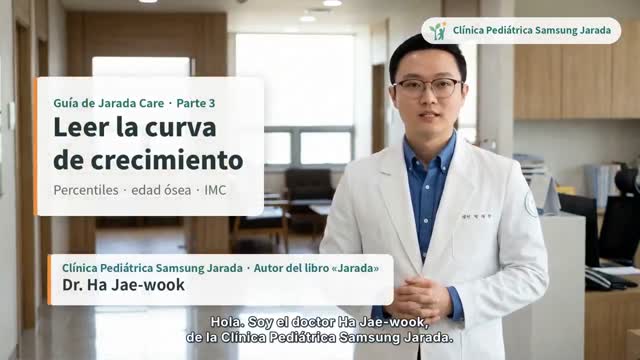 Clínica Pediátrica Samsung Jarada
Guía de Jarada Care · Parte 3
Leer la curva
de crecimiento
Percentiles · edad ósea · IMC
Clínica Pediátrica Samsung Jarada · Autor del libro «Jarada»
Dr. Ha Jae-wook
Hola. Soy el doctor Ha Jae-wook,
de la Clínica Pediátrica Samsung Jarada.